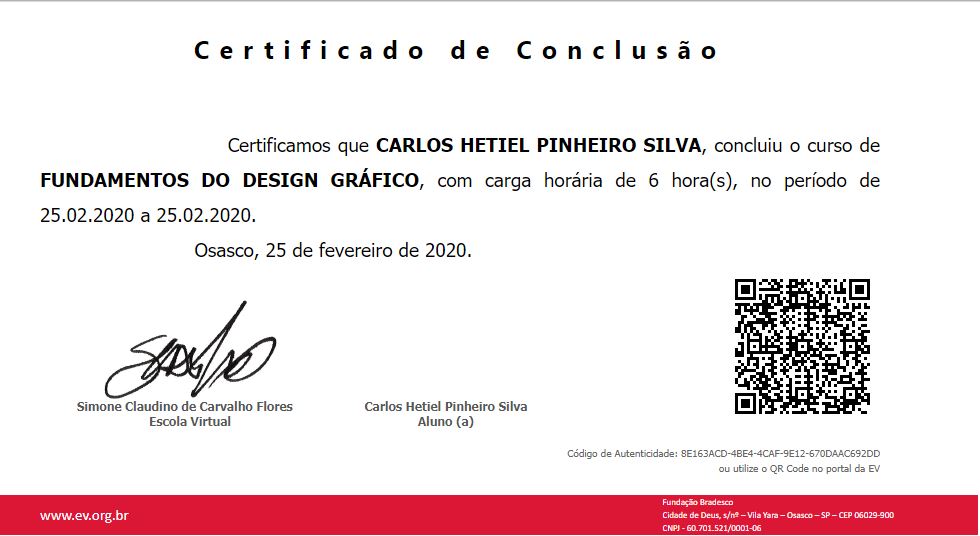 Certificado de Conclusão
Certificamos que CARLOS HETIEL PINHEIRO SILVA, concluiu o curso de
FUNDAMENTOS DO DESIGN GRÁFICO, com carga horária de 6 hora(s), no período de
25.02.2020 a 25.02.2020.
Osasco, 25 de fevereiro de 2020.
Simone Claudino de Carvalho Flores
Escola Virtual
Carlos Hetiel Pinheiro Silva
Aluno (a)
Código de Autenticidade: 8E163ACD-4BE4-4CAF-9E12-670DAAC692DD
ou utilize o QR Code no portal da EV
www.ev.org.br
Fundação Bradesco
Cidade de Deus, s/nº – Vila Yara – Osasco – SP – CEP 06029-900
CNPJ - 60.701.521/0001-06